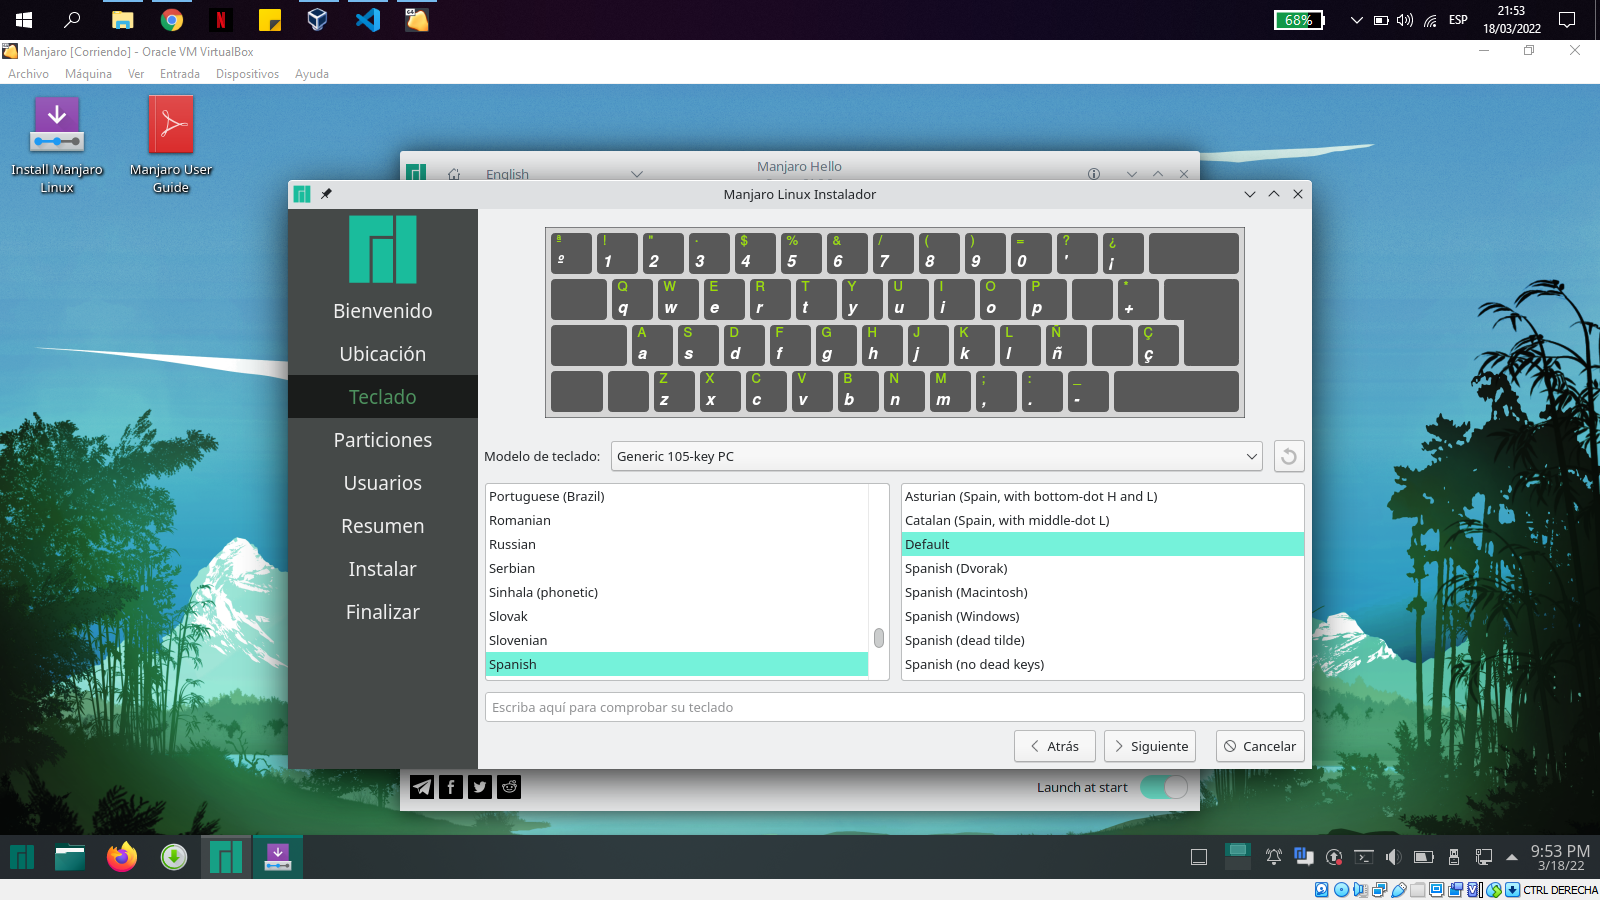 68%
ESP
21:53
18/03/2022
Manjaro [Corriendo] - Oracle VM VirtualBox
Archivo Máquina Ver Entrada Dispositivos Ayuda
Install Manjaro
Linux
Manjaro User
Guide
English
Manjaro Hello
Manjaro Linux Instalador
Bienvenido
Ubicación
Teclado
Particiones
Usuarios
Resumen
Instalar
Finalizar
ª ! " · $ % & / ( ) = ? ¿
º 1 2 3 4 5 6 7 8 9 0 ' ¡
Q W E R T Y U I O P *
q w e r t y u i o p +
A S D F G H J K L Ñ Ç
a s d f g h j k l ñ ç
Z X C V B N M ; : _
z x c v b n m , . -
Modelo de teclado: Generic 105-key PC
Portuguese (Brazil)
Romanian
Russian
Serbian
Sinhala (phonetic)
Slovak
Slovenian
Spanish
Asturian (Spain, with bottom-dot H and L)
Catalan (Spain, with middle-dot L)
Default
Spanish (Dvorak)
Spanish (Macintosh)
Spanish (Windows)
Spanish (dead tilde)
Spanish (no dead keys)
Escriba aquí para comprobar su teclado
Atrás Siguiente Cancelar
Launch at start
9:53 PM
3/18/22
CTRL DERECHA